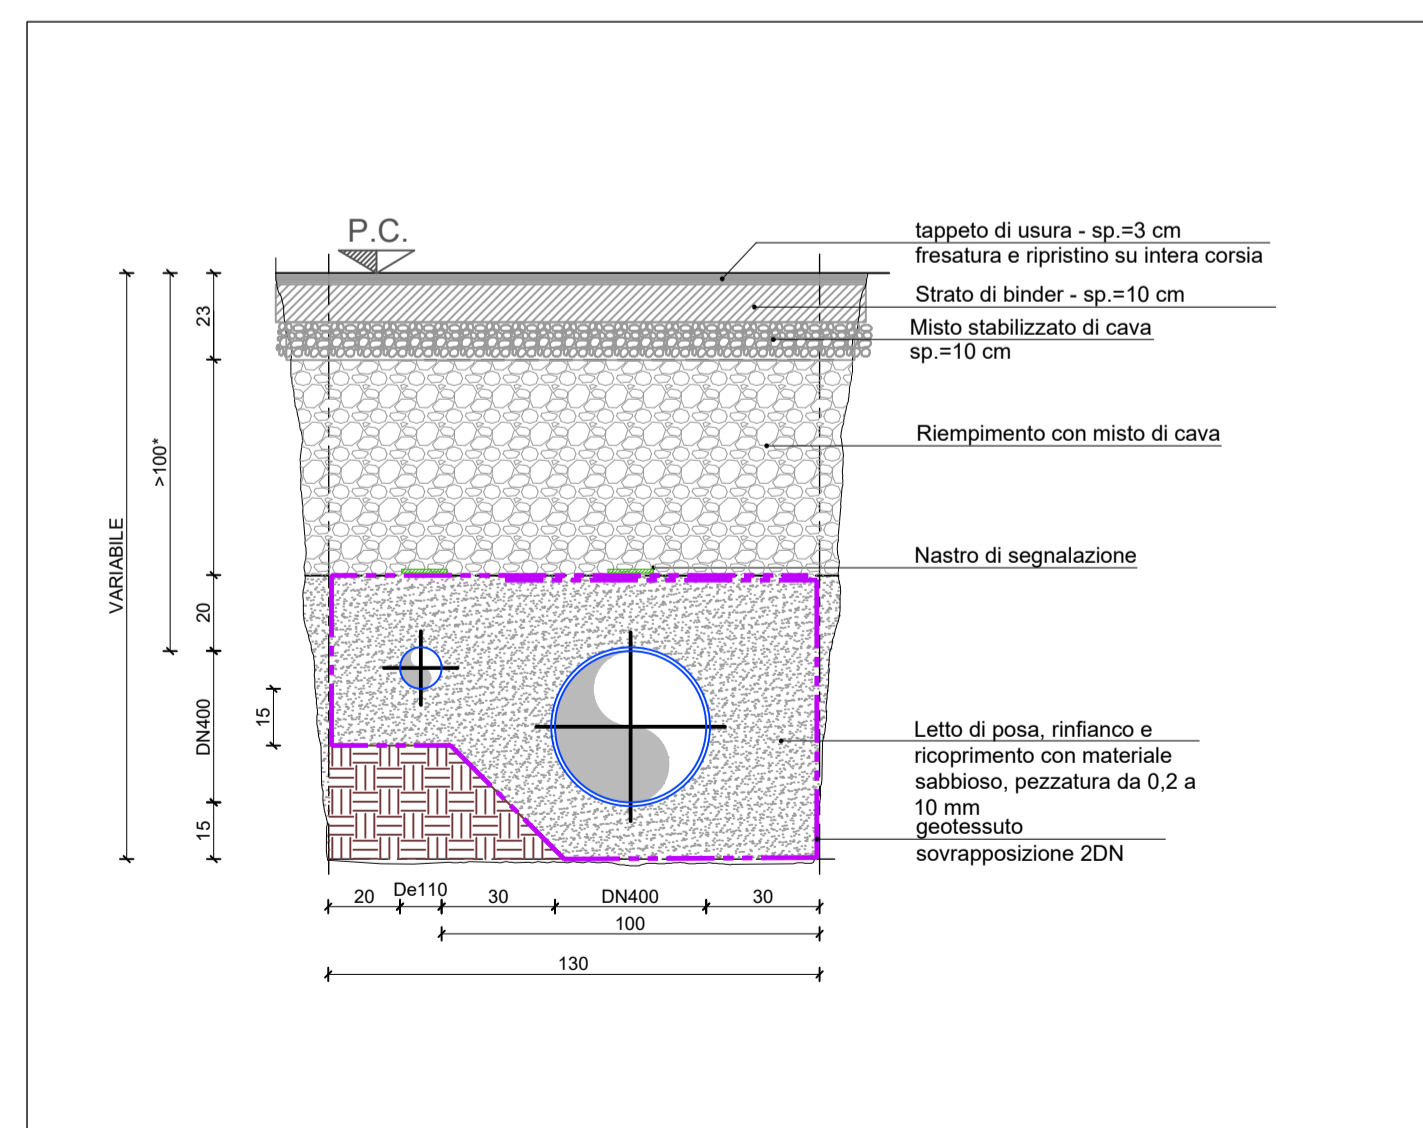 P.C.
tappeto di usura - sp.=3 cm
fresatura e ripristino su intera corsia
Strato di binder - sp.=10 cm
Misto stabilizzato di cava
sp.=10 cm
Riempimento con misto di cava
Nastro di segnalazione
Letto di posa, rinfianco e
ricoprimento con materiale
sabbioso, pezzatura da 0,2 a
10 mm
geotessuto
sovrapposizione 2DN
VARIABILE
>100*
23
20
DN400
15
15
20
De110
30
DN400
30
100
130